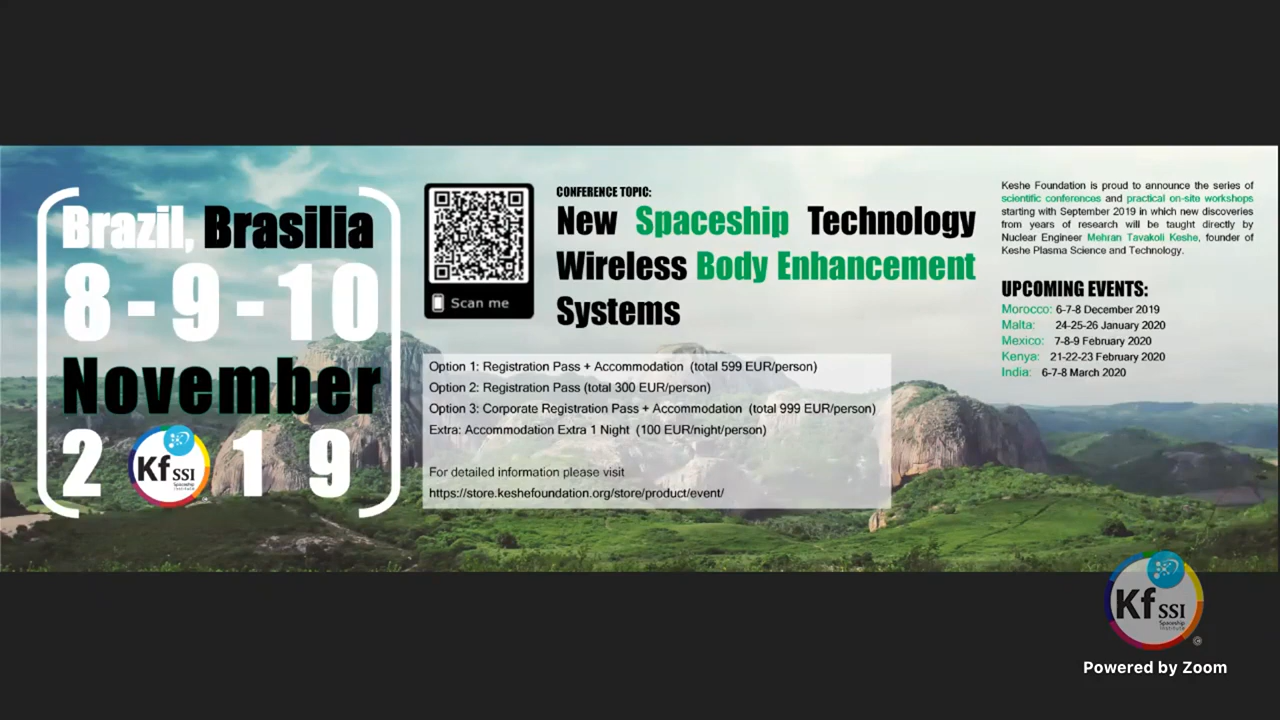 Brazil, Brasilia
8 - 9 - 10
November
2 Kf SSI 1 9
Spaceship
Institute
Scan me
CONFERENCE TOPIC:
New Spaceship Technology
Wireless Body Enhancement
Systems
Option 1: Registration Pass + Accommodation (total 599 EUR/person)
Option 2: Registration Pass (total 300 EUR/person)
Option 3: Corporate Registration Pass + Accommodation (total 999 EUR/person)
Extra: Accommodation Extra 1 Night (100 EUR/night/person)
For detailed information please visit
https://store.keshefoundation.org/store/product/event/
Keshe Foundation is proud to announce the series of
scientific conferences and practical on-site workshops
starting with September 2019 in which new discoveries
from years of research will be taught directly by
Nuclear Engineer Mehran Tavakoli Keshe, founder of
Keshe Plasma Science and Technology.
UPCOMING EVENTS:
Morocco: 6-7-8 December 2019
Malta: 24-25-26 January 2020
Mexico: 7-8-9 February 2020
Kenya: 21-22-23 February 2020
India: 6-7-8 March 2020
Kf SSI
Spaceship
Institute
©
Powered by Zoom